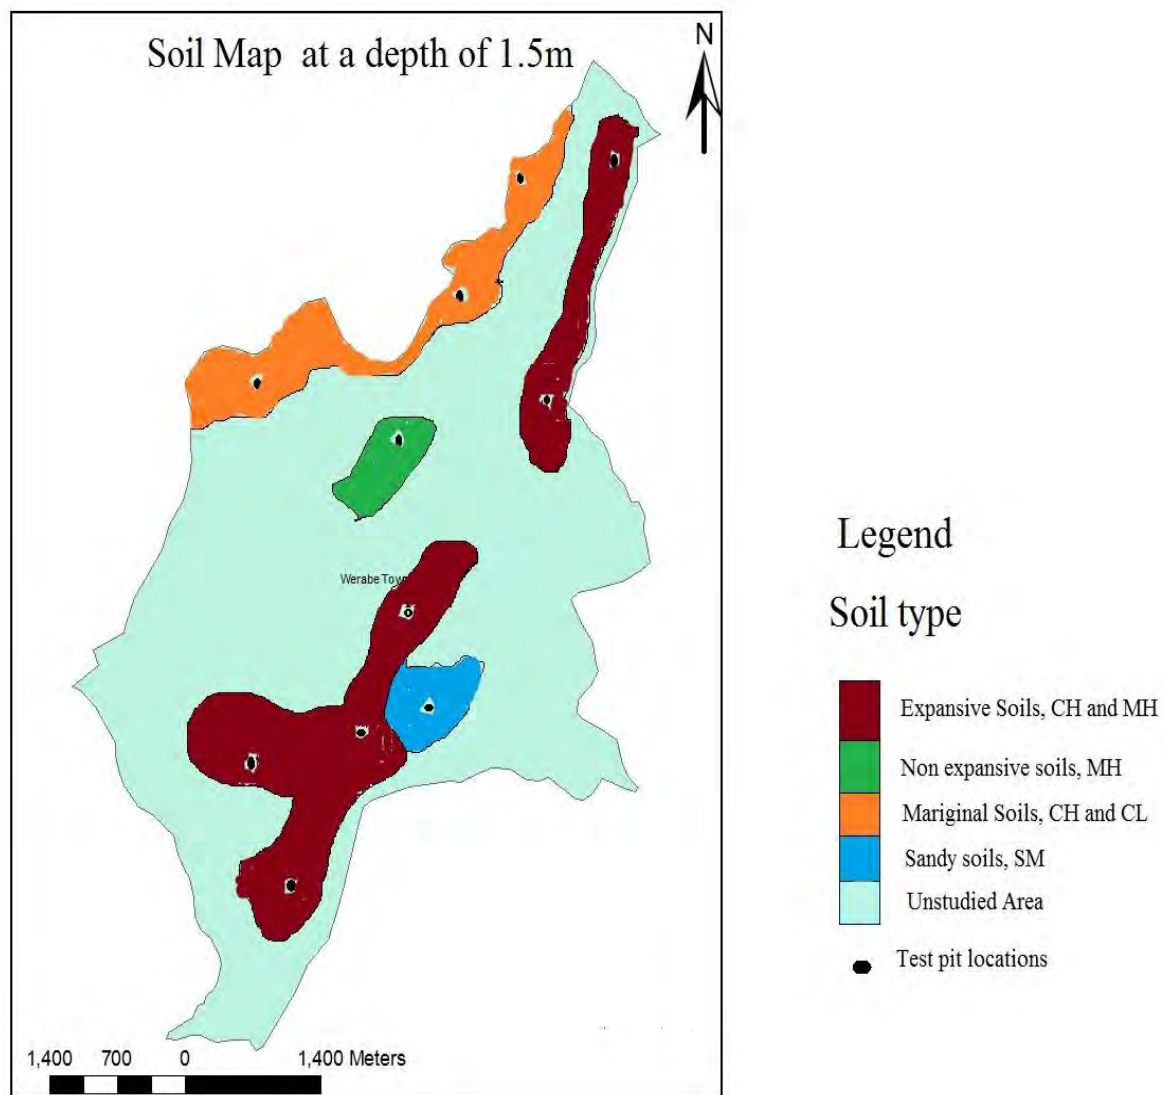 Soil Map at a depth of 1.5m
N
Werabe Town
Legend
Soil type
Expansive Soils, CH and MH
Non expansive soils, MH
Mariginal Soils, CH and CL
Sandy soils, SM
Unstudied Area
Test pit locations
1,400 700 0 1,400 Meters